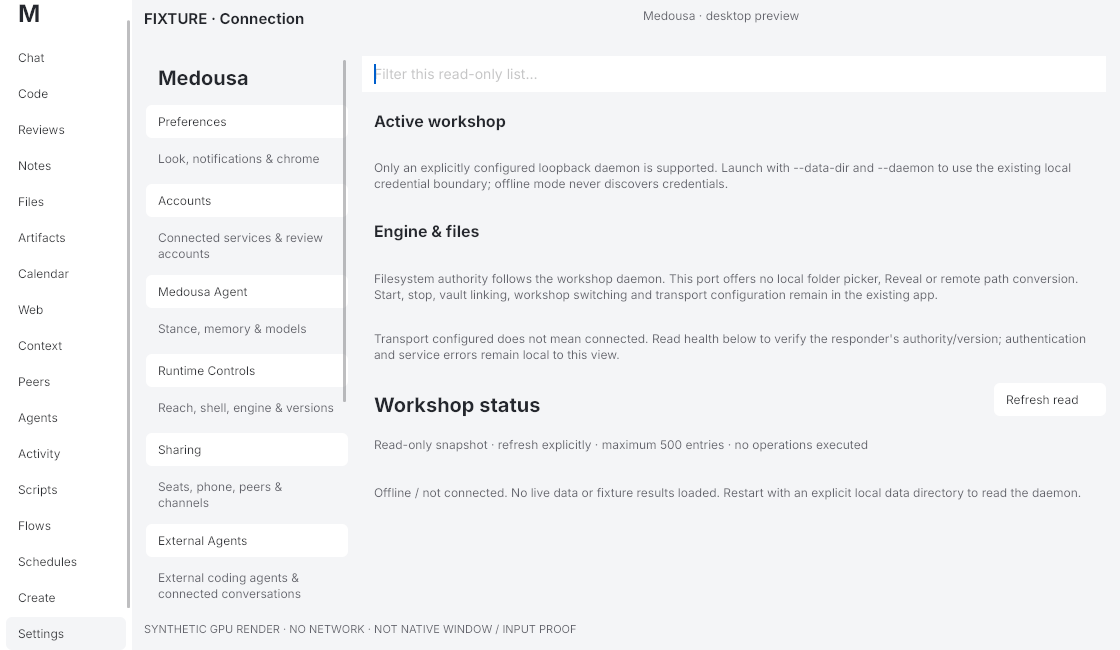 M
Chat
Code
Reviews
Notes
Files
Artifacts
Calendar
Web
Context
Peers
Agents
Activity
Scripts
Flows
Schedules
Create
Settings
FIXTURE · Connection
Medousa · desktop preview
Medousa
Preferences
Look, notifications & chrome
Accounts
Connected services & review
accounts
Medousa Agent
Stance, memory & models
Runtime Controls
Reach, shell, engine & versions
Sharing
Seats, phone, peers &
channels
External Agents
External coding agents &
connected conversations
Filter this read-only list...
Active workshop
Only an explicitly configured loopback daemon is supported. Launch with --data-dir and --daemon to use the existing local
credential boundary; offline mode never discovers credentials.
Engine & files
Filesystem authority follows the workshop daemon. This port offers no local folder picker, Reveal or remote path conversion.
Start, stop, vault linking, workshop switching and transport configuration remain in the existing app.
Transport configured does not mean connected. Read health below to verify the responder's authority/version; authentication
and service errors remain local to this view.
Workshop status
Refresh read
Read-only snapshot · refresh explicitly · maximum 500 entries · no operations executed
Offline / not connected. No live data or fixture results loaded. Restart with an explicit local data directory to read the daemon.
SYNTHETIC GPU RENDER · NO NETWORK · NOT NATIVE WINDOW / INPUT PROOF